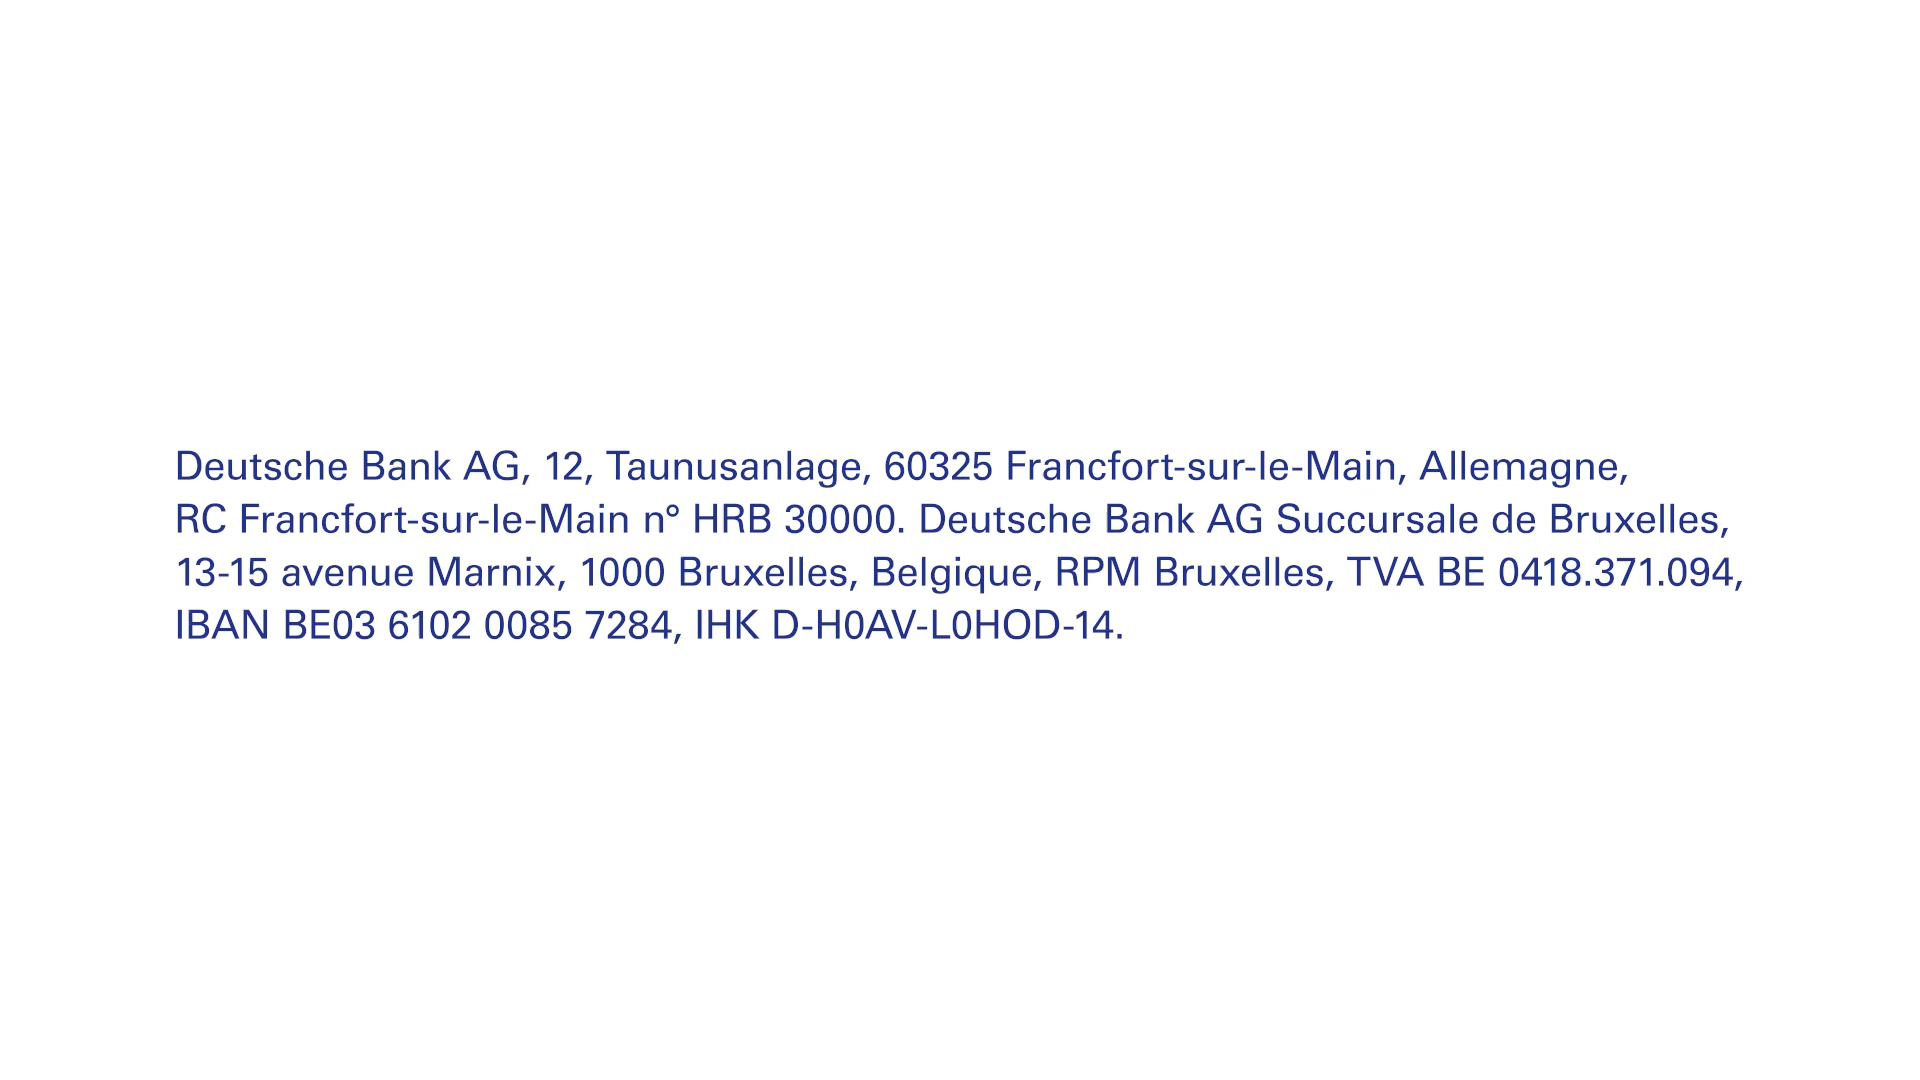 Deutsche Bank AG, 12, Taunusanlage, 60325 Francfort-sur-le-Main, Allemagne,
RC Francfort-sur-le-Main n° HRB 30000. Deutsche Bank AG Succursale de Bruxelles,
13-15 avenue Marnix, 1000 Bruxelles, Belgique, RPM Bruxelles, TVA BE 0418.371.094,
IBAN BE03 6102 0085 7284, IHK D-H0AV-L0HOD-14.